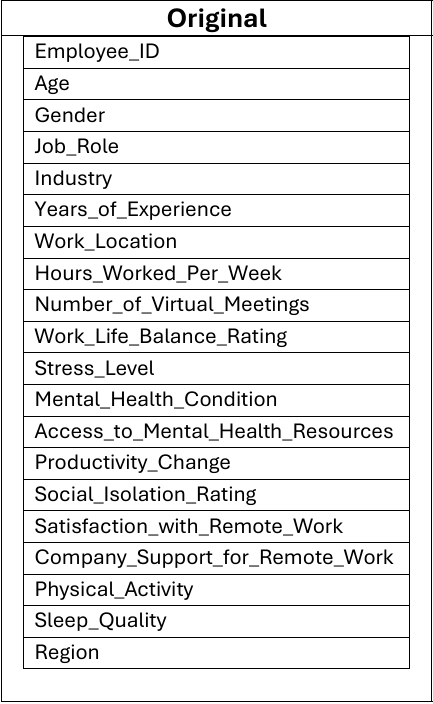 Original
Employee_ID
Age
Gender
Job_Role
Industry
Years_of_Experience
Work_Location
Hours_Worked_Per_Week
Number_of_Virtual_Meetings
Work_Life_Balance_Rating
Stress_Level
Mental_Health_Condition
Access_to_Mental_Health_Resources
Productivity_Change
Social_Isolation_Rating
Satisfaction_with_Remote_Work
Company_Support_for_Remote_Work
Physical_Activity
Sleep_Quality
Region